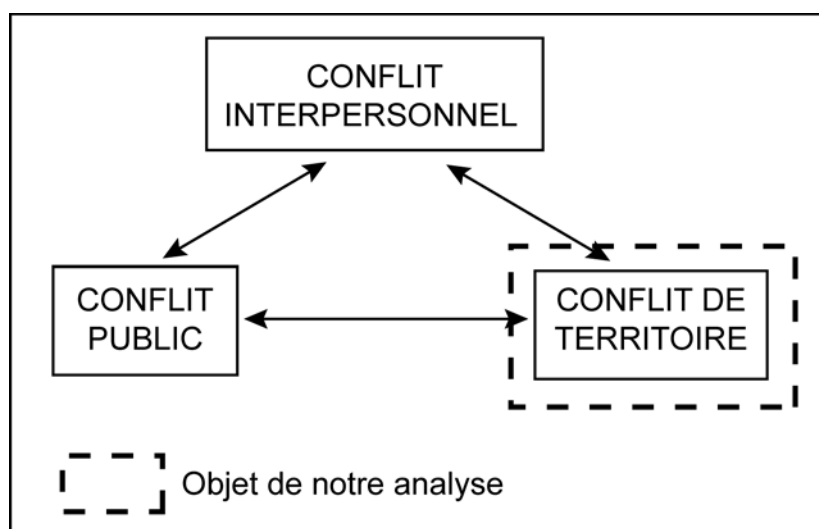 CONFLIT
INTERPERSONNEL
CONFLIT
PUBLIC
CONFLIT DE
TERRITOIRE
Objet de notre analyse